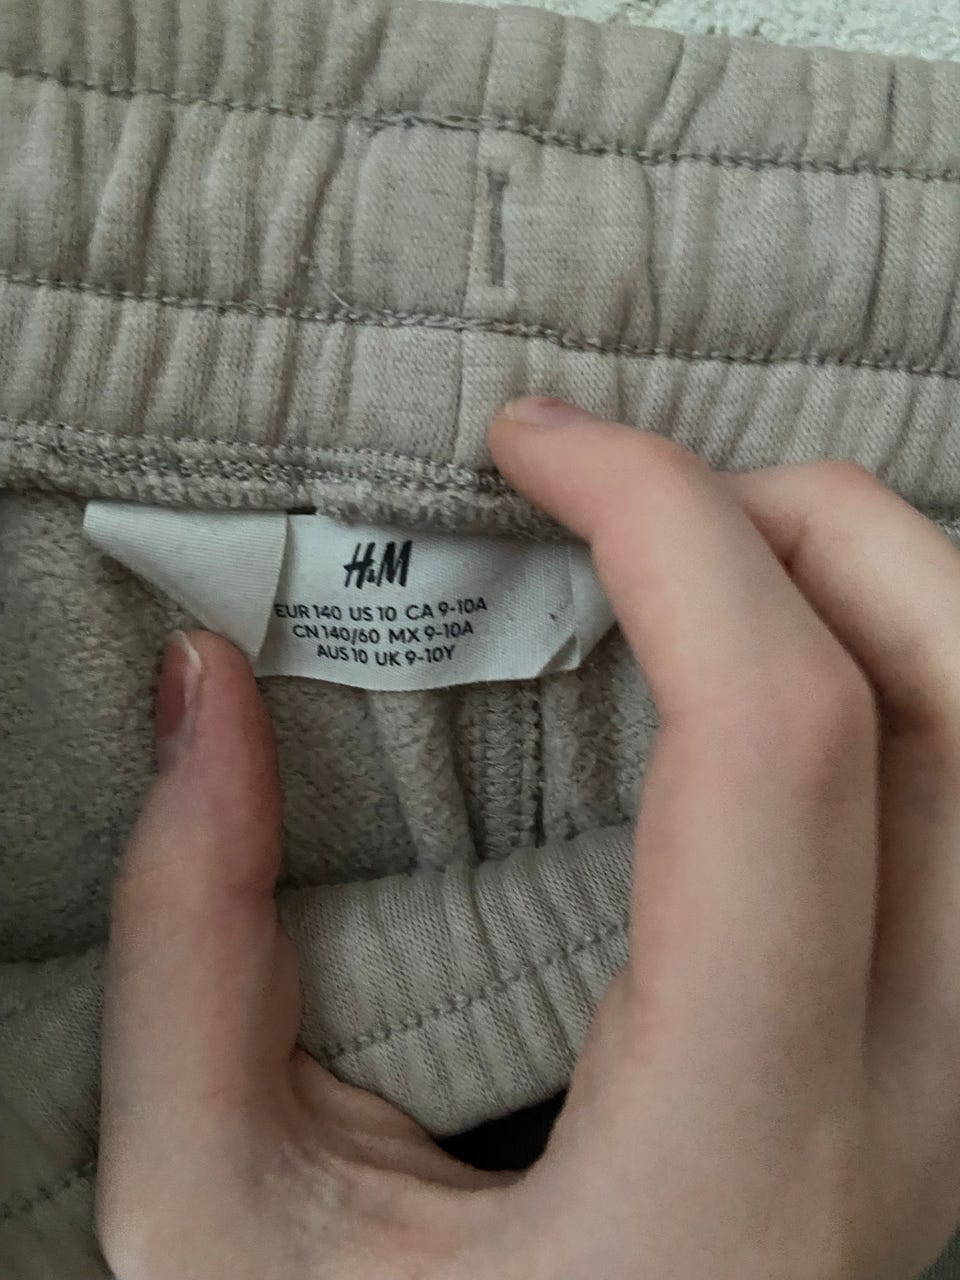 H&M
EUR 140 US 10 CA 9-10A
CN 140/60 MX 9-10A
AUS 10 UK 9-10Y